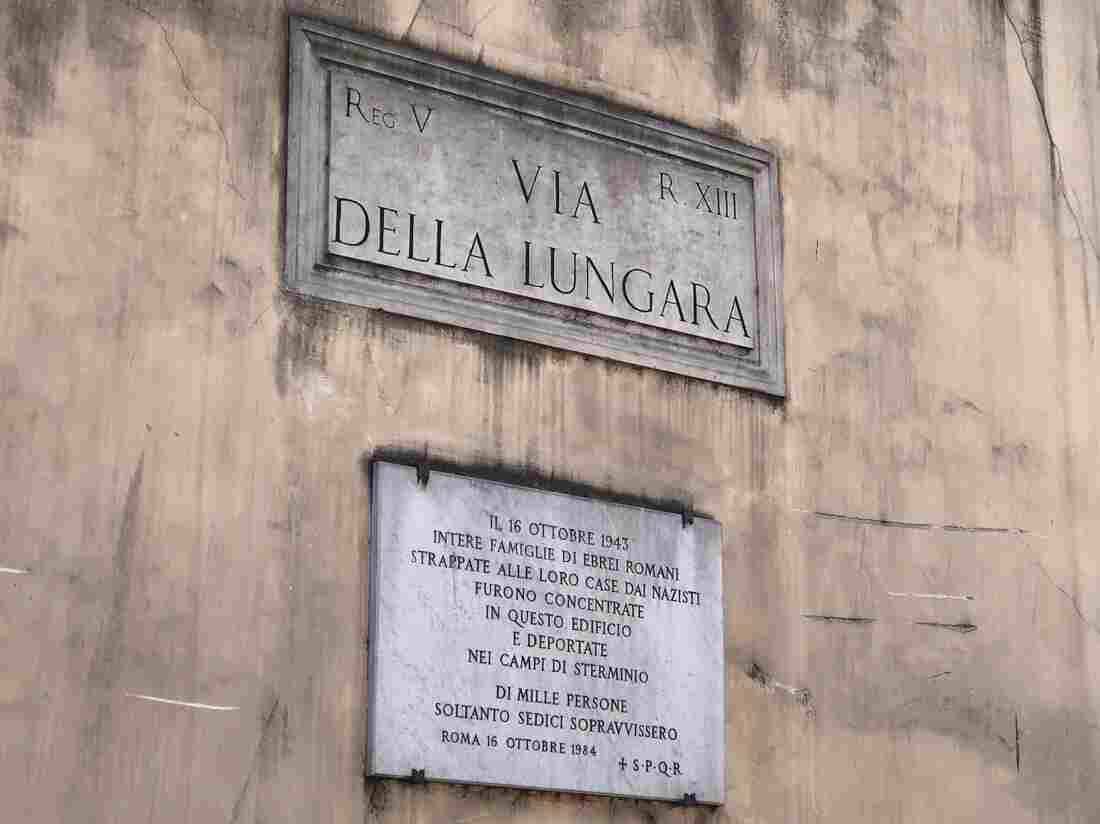 REG V
VIA
R. XIII
DELLA LUNGARA
IL 16 OTTOBRE 1943
INTERE FAMIGLIE DI EBREI ROMANI
STRAPPATE ALLE LORO CASE DAI NAZISTI
FURONO CONCENTRATE
IN QUESTO EDIFICIO
E DEPORTATE
NEI CAMPI DI STERMINIO
DI MILLE PERSONE
SOLTANTO SEDICI SOPRAVVISSERO
ROMA 16 OTTOBRE 1984
✝ S·P·Q·R